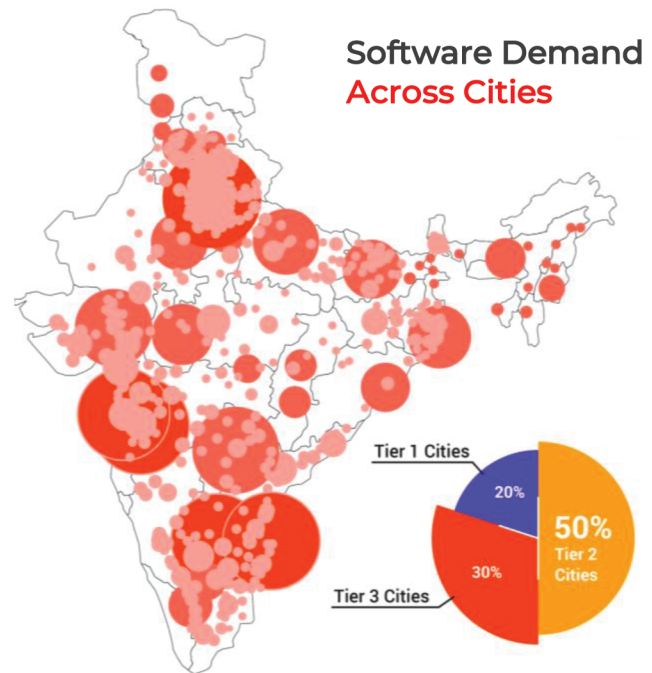 Software Demand
Across Cities
Tier 1 Cities
20%
50%
Tier 2
Cities
30%
Tier 3 Cities